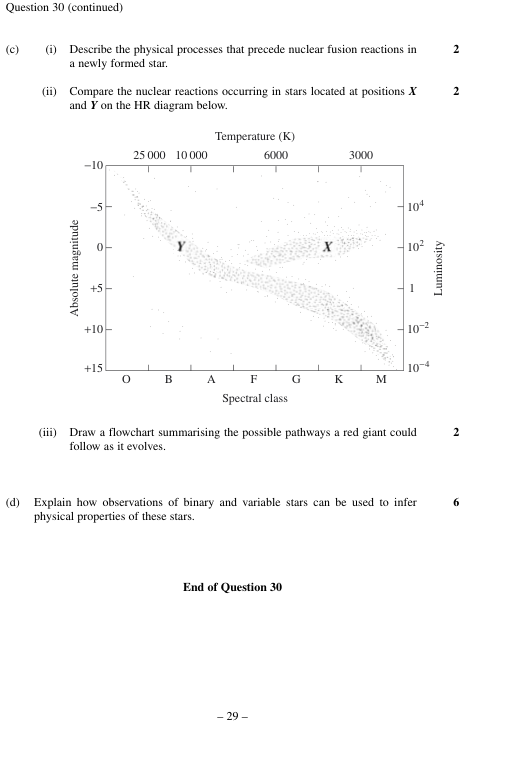 Question 30 (continued)
(c) (i) Describe the physical processes that precede nuclear fusion reactions in 2
a newly formed star.
(ii) Compare the nuclear reactions occurring in stars located at positions X 2
and Y on the HR diagram below.
Temperature (K)
25 000 10 000 6000 3000
−10
−5 10⁴
0 Y X 10²
+5 1
+10 10⁻²
+15 10⁻⁴
Absolute magnitude
Luminosity
O B A F G K M
Spectral class
(iii) Draw a flowchart summarising the possible pathways a red giant could 2
follow as it evolves.
(d) Explain how observations of binary and variable stars can be used to infer 6
physical properties of these stars.
End of Question 30
– 29 –